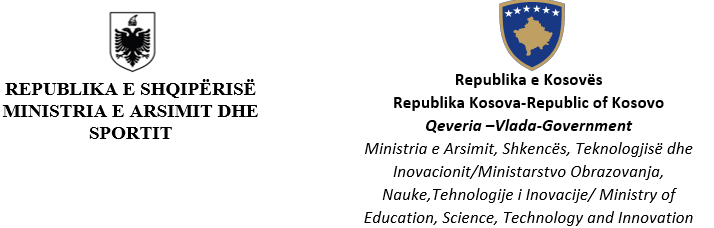 REPUBLIKA E SHQIPËRISË
MINISTRIA E ARSIMIT DHE
SPORTIT
Republika e Kosovës
Republika Kosova-Republic of Kosovo
Qeveria –Vlada-Government
Ministria e Arsimit, Shkencës, Teknologjisë dhe
Inovacionit/Ministarstvo Obrazovanja,
Nauke,Tehnologije i Inovacije/ Ministry of
Education, Science, Technology and Innovation